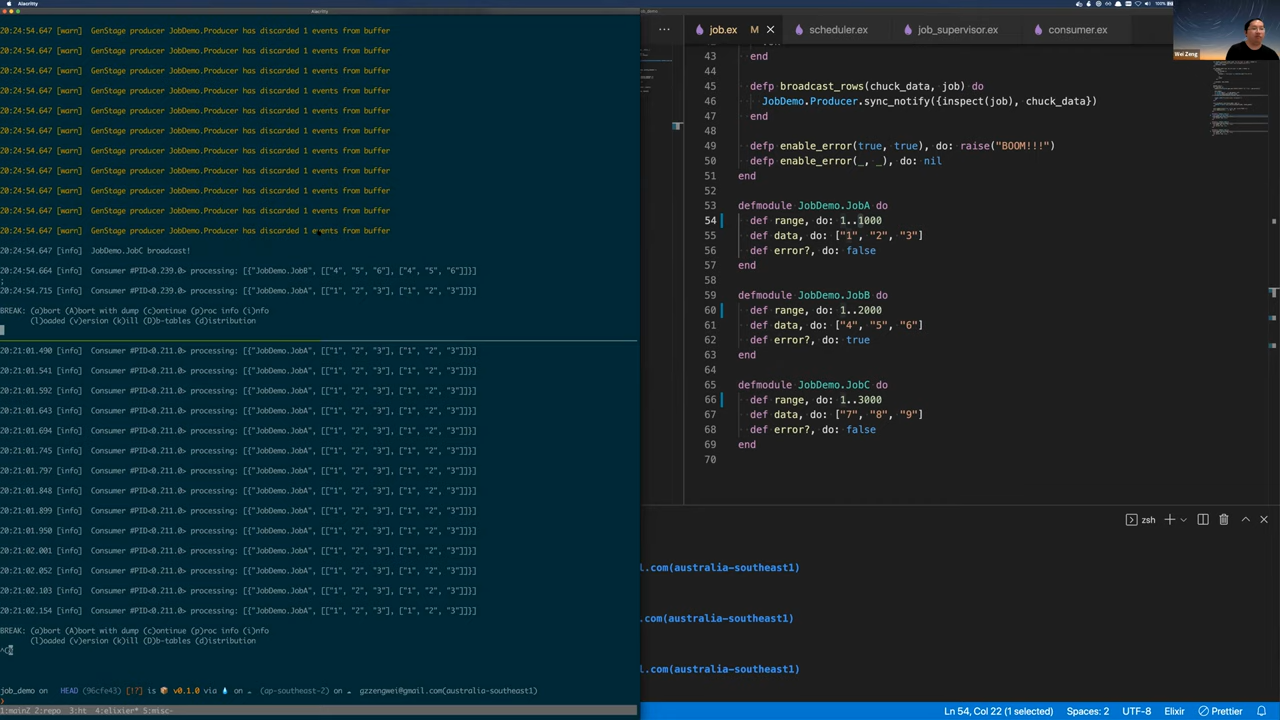 Alacritty
100%
Alacritty
20:24:54.647 [warn] GenStage producer JobDemo.Producer has discarded 1 events from buffer
20:24:54.647 [warn] GenStage producer JobDemo.Producer has discarded 1 events from buffer
20:24:54.647 [warn] GenStage producer JobDemo.Producer has discarded 1 events from buffer
20:24:54.647 [warn] GenStage producer JobDemo.Producer has discarded 1 events from buffer
20:24:54.647 [warn] GenStage producer JobDemo.Producer has discarded 1 events from buffer
20:24:54.647 [warn] GenStage producer JobDemo.Producer has discarded 1 events from buffer
20:24:54.647 [warn] GenStage producer JobDemo.Producer has discarded 1 events from buffer
20:24:54.647 [warn] GenStage producer JobDemo.Producer has discarded 1 events from buffer
20:24:54.647 [warn] GenStage producer JobDemo.Producer has discarded 1 events from buffer
20:24:54.647 [warn] GenStage producer JobDemo.Producer has discarded 1 events from buffer
20:24:54.647 [warn] GenStage producer JobDemo.Producer has discarded 1 events from buffer
20:24:54.647 [info] JobDemo.JobC broadcast!
20:24:54.664 [info] Consumer #PID<0.239.0> processing: [{"JobDemo.JobB", [["4", "5", "6"], ["4", "5", "6"]]}]
20:24:54.715 [info] Consumer #PID<0.239.0> processing: [{"JobDemo.JobA", [["1", "2", "3"], ["1", "2", "3"]]}]
BREAK: (a)bort (A)bort with dump (c)ontinue (p)roc info (i)nfo
(l)oaded (v)ersion (k)ill (D)b-tables (d)istribution
20:21:01.490 [info] Consumer #PID<0.211.0> processing: [{"JobDemo.JobA", [["1", "2", "3"], ["1", "2", "3"]]}]
20:21:01.541 [info] Consumer #PID<0.211.0> processing: [{"JobDemo.JobA", [["1", "2", "3"], ["1", "2", "3"]]}]
20:21:01.592 [info] Consumer #PID<0.211.0> processing: [{"JobDemo.JobA", [["1", "2", "3"], ["1", "2", "3"]]}]
20:21:01.643 [info] Consumer #PID<0.211.0> processing: [{"JobDemo.JobA", [["1", "2", "3"], ["1", "2", "3"]]}]
20:21:01.694 [info] Consumer #PID<0.211.0> processing: [{"JobDemo.JobA", [["1", "2", "3"], ["1", "2", "3"]]}]
20:21:01.745 [info] Consumer #PID<0.211.0> processing: [{"JobDemo.JobA", [["1", "2", "3"], ["1", "2", "3"]]}]
20:21:01.797 [info] Consumer #PID<0.211.0> processing: [{"JobDemo.JobA", [["1", "2", "3"], ["1", "2", "3"]]}]
20:21:01.848 [info] Consumer #PID<0.211.0> processing: [{"JobDemo.JobA", [["1", "2", "3"], ["1", "2", "3"]]}]
20:21:01.899 [info] Consumer #PID<0.211.0> processing: [{"JobDemo.JobA", [["1", "2", "3"], ["1", "2", "3"]]}]
20:21:01.950 [info] Consumer #PID<0.211.0> processing: [{"JobDemo.JobA", [["1", "2", "3"], ["1", "2", "3"]]}]
20:21:02.001 [info] Consumer #PID<0.211.0> processing: [{"JobDemo.JobA", [["1", "2", "3"], ["1", "2", "3"]]}]
20:21:02.052 [info] Consumer #PID<0.211.0> processing: [{"JobDemo.JobA", [["1", "2", "3"], ["1", "2", "3"]]}]
20:21:02.103 [info] Consumer #PID<0.211.0> processing: [{"JobDemo.JobA", [["1", "2", "3"], ["1", "2", "3"]]}]
20:21:02.154 [info] Consumer #PID<0.211.0> processing: [{"JobDemo.JobA", [["1", "2", "3"], ["1", "2", "3"]]}]
BREAK: (a)bort (A)bort with dump (c)ontinue (p)roc info (i)nfo
(l)oaded (v)ersion (k)ill (D)b-tables (d)istribution
job_demo on HEAD (96cfe43) [!?] is v0.1.0 via on (ap-southeast-2) on gzzengwei@gmail.com(australia-southeast1)
1:main2 2:repo 3:ht 4:elixier* 5:misc-
job.ex M
scheduler.ex
job_supervisor.ex
consumer.ex
Wei Zeng
43 end
44
45 defp broadcast_rows(chuck_data, job) do
46 JobDemo.Producer.sync_notify({inspect(job), chuck_data})
47 end
48
49 defp enable_error(true, true), do: raise("BOOM!!!")
50 defp enable_error(_, _), do: nil
51 end
52
53 defmodule JobDemo.JobA do
54 def range, do: 1..1000
55 def data, do: ["1", "2", "3"]
56 def error?, do: false
57 end
58
59 defmodule JobDemo.JobB do
60 def range, do: 1..2000
61 def data, do: ["4", "5", "6"]
62 def error?, do: true
63 end
64
65 defmodule JobDemo.JobC do
66 def range, do: 1..3000
67 def data, do: ["7", "8", "9"]
68 def error?, do: false
69 end
70
zsh
l.com(australia-southeast1)
l.com(australia-southeast1)
l.com(australia-southeast1)
Ln 54, Col 22 (1 selected) Spaces: 2 UTF-8 LF Elixir Prettier